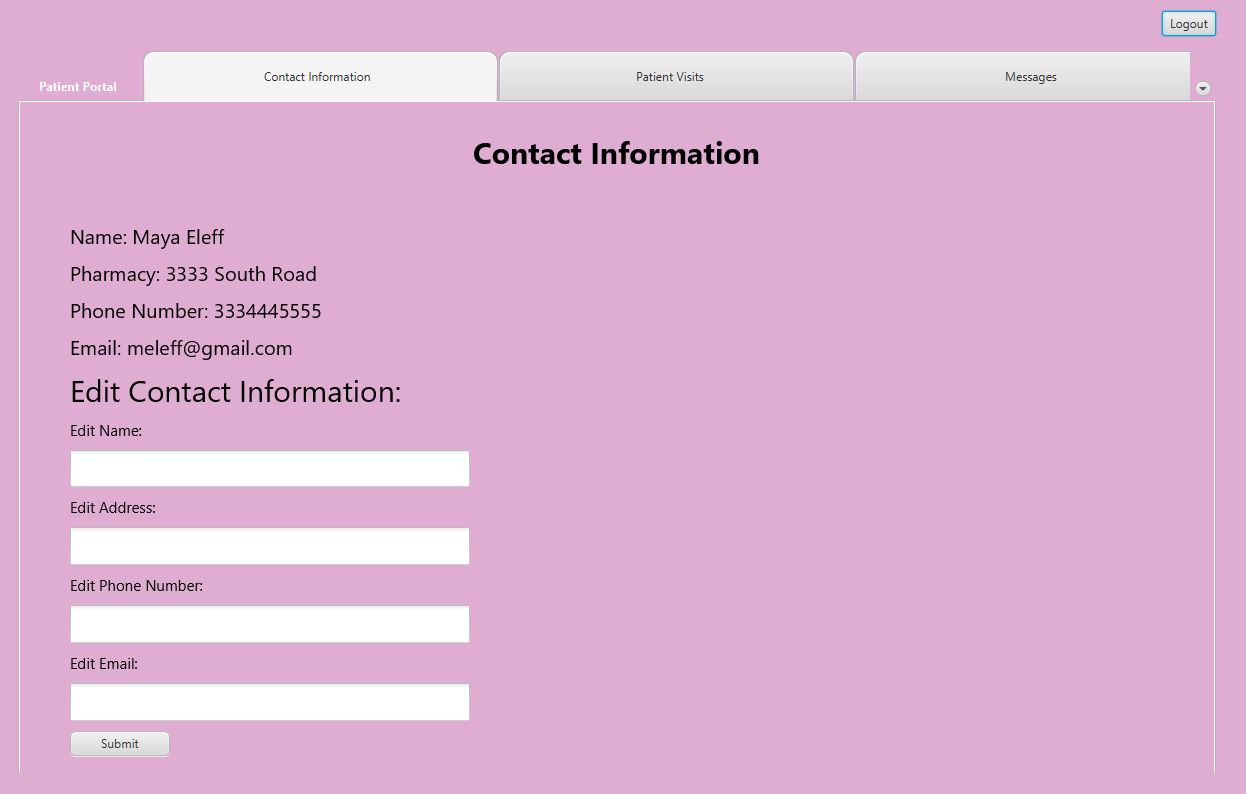 Logout
Patient Portal
Contact Information
Patient Visits
Messages
Contact Information
Name: Maya Eleff
Pharmacy: 3333 South Road
Phone Number: 3334445555
Email: meleff@gmail.com
Edit Contact Information:
Edit Name:
Edit Address:
Edit Phone Number:
Edit Email:
Submit